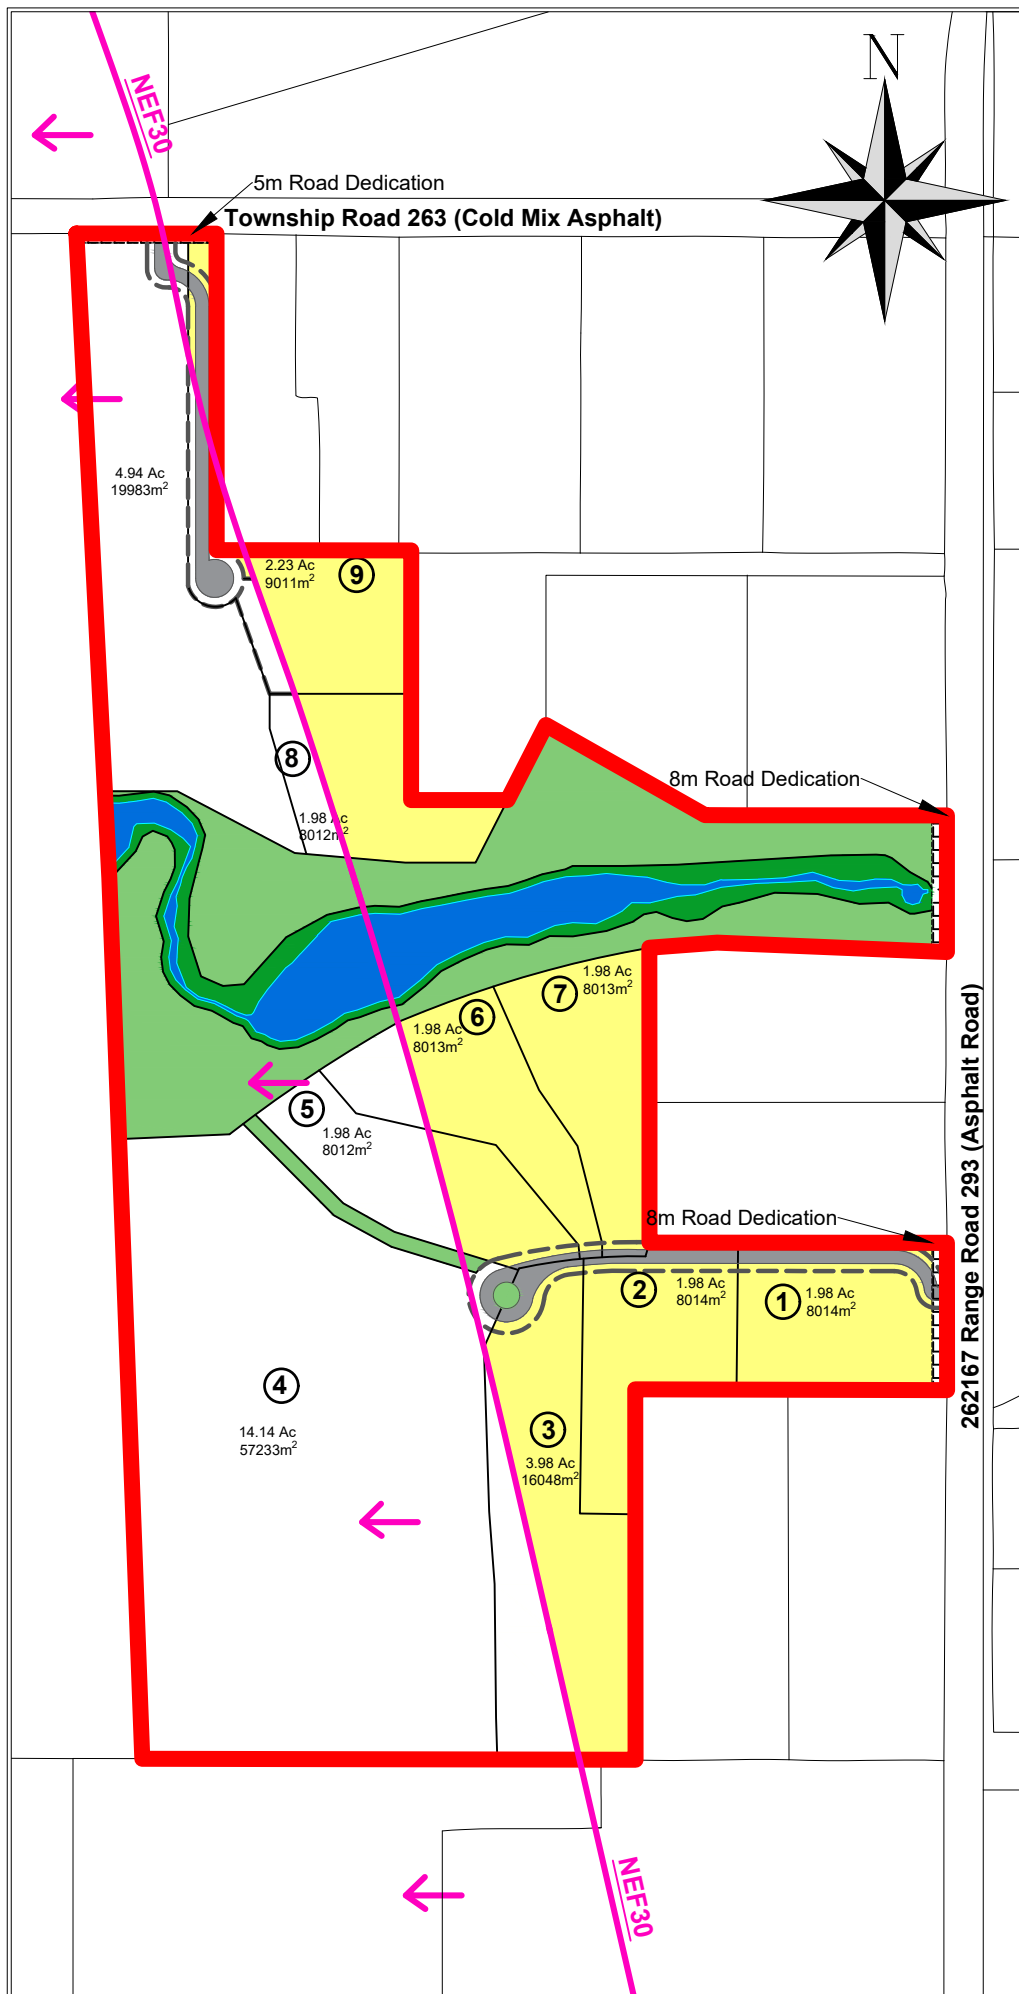 N
NEF30
5m Road Dedication
Township Road 263 (Cold Mix Asphalt)
4.94 Ac
19983m²
2.23 Ac
9011m²
9
8
1.98 Ac
8012m²
8m Road Dedication
7
1.98 Ac
8013m²
6
1.98 Ac
8013m²
5
1.98 Ac
8012m²
262167 Range Road 293 (Asphalt Road)
8m Road Dedication
2
1.98 Ac
8014m²
1
1.98 Ac
8014m²
4
14.14 Ac
57233m²
3
3.98 Ac
16048m²
NEF30